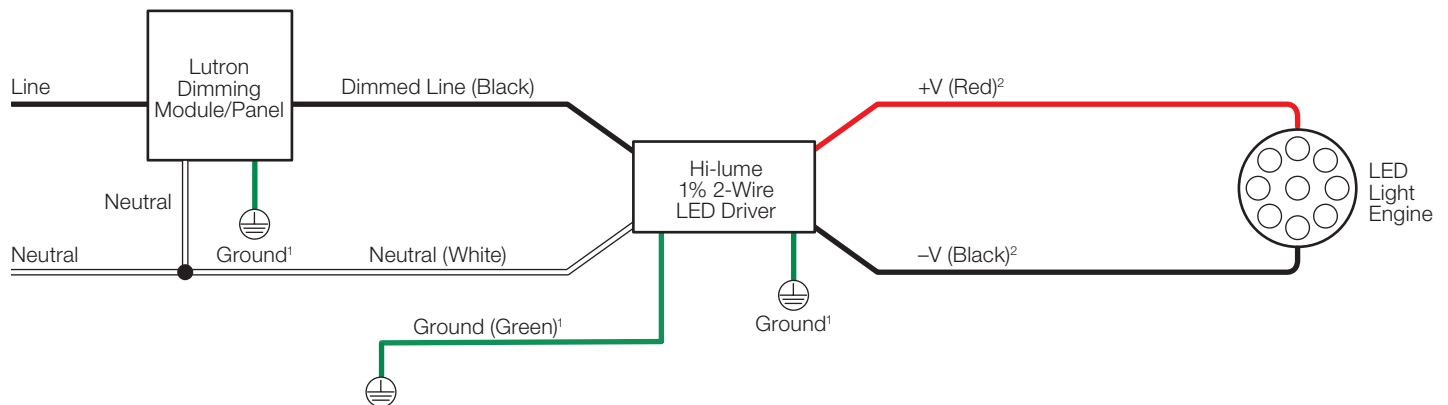 Line
Lutron
Dimming
Module/Panel
Dimmed Line (Black)
+V (Red)²
Hi-lume
1% 2-Wire
LED Driver
LED
Light
Engine
Neutral
Neutral
Ground¹
Neutral (White)
–V (Black)²
Ground (Green)¹
Ground¹